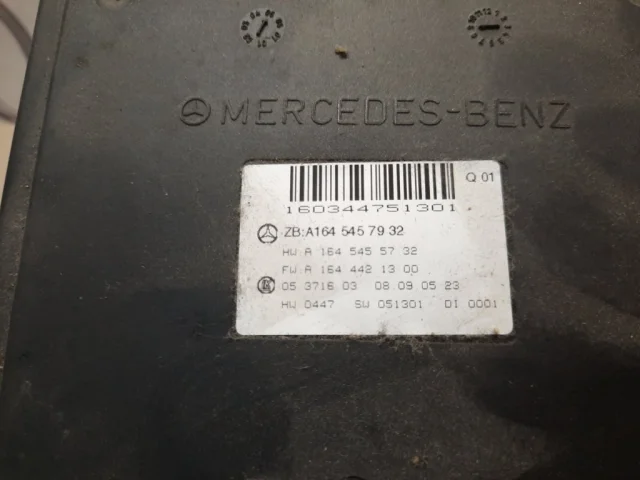 MERCEDES-BENZ
Q 01
160344751301
ZB:A164 545 79 32
HW A 164 545 57 32
FW A 164 442 13 00
05 3716 03 08 09 05 23
HW 0447 SW 051301 DI 0001